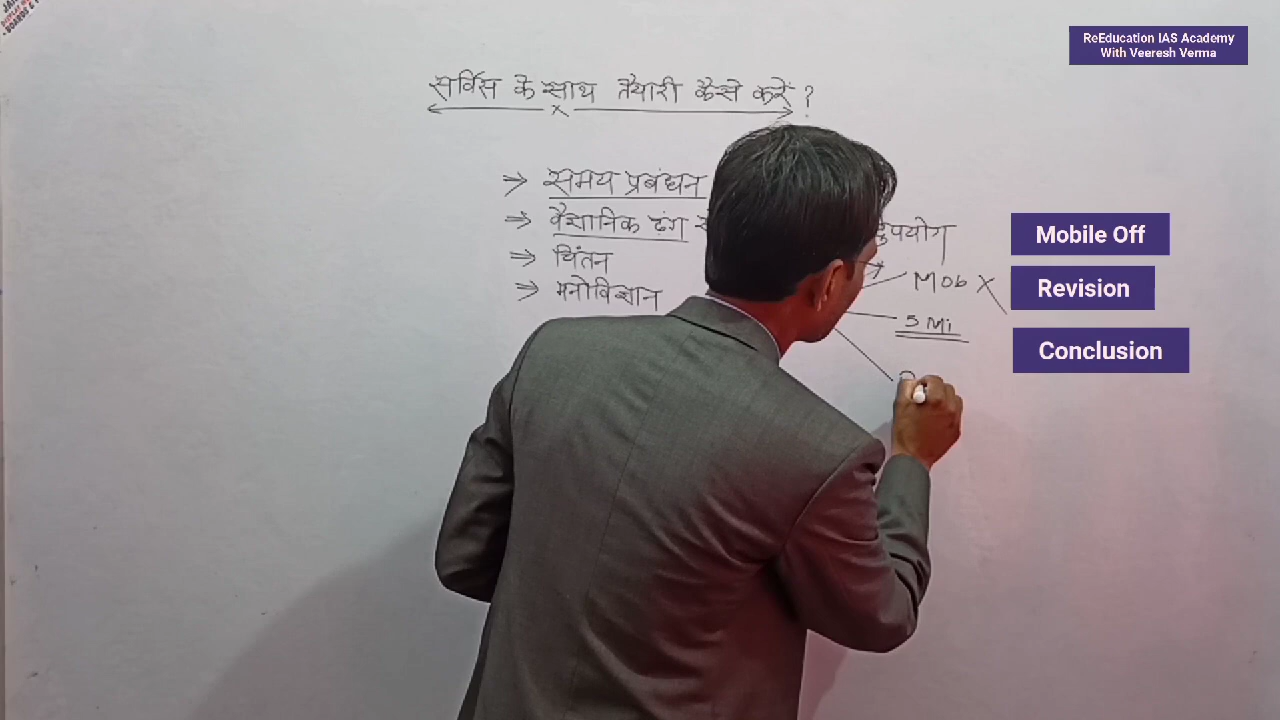 ReEducation IAS Academy
With Veeresh Verma
सर्विस के साथ तैयारी कैसे करें ?
⇒ समय प्रबंधन
⇒ वैज्ञानिक ढंग
⇒ चिंतन
⇒ मनोविज्ञान
Mob X
5 Mi
Mobile Off
Revision
Conclusion